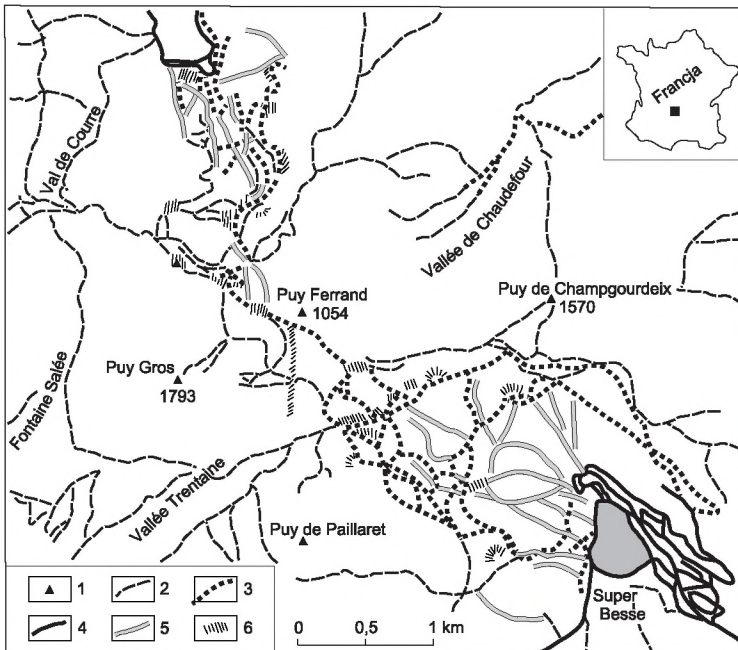 Francja
Val de Courre
Vallée de Chaudefour
Puy Ferrand
1054
Puy de Champgourdeix
1570
Puy Gros
1793
Fontaine Salée
Vallée Trentaine
Puy de Paillaret
Super
Besse
1 2 3
4 5 6
0 0,5 1 km